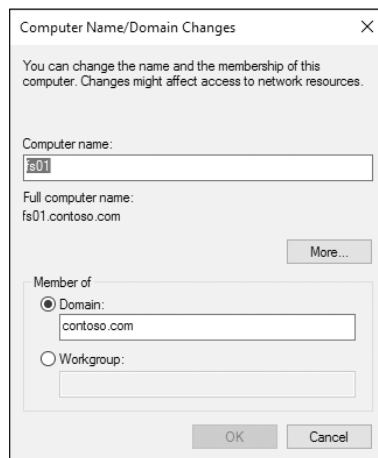 Computer Name/Domain Changes
You can change the name and the membership of this
computer. Changes might affect access to network resources.
Computer name:
fs01
Full computer name:
fs01.contoso.com
More...
Member of
Domain:
contoso.com
Workgroup:
OK
Cancel